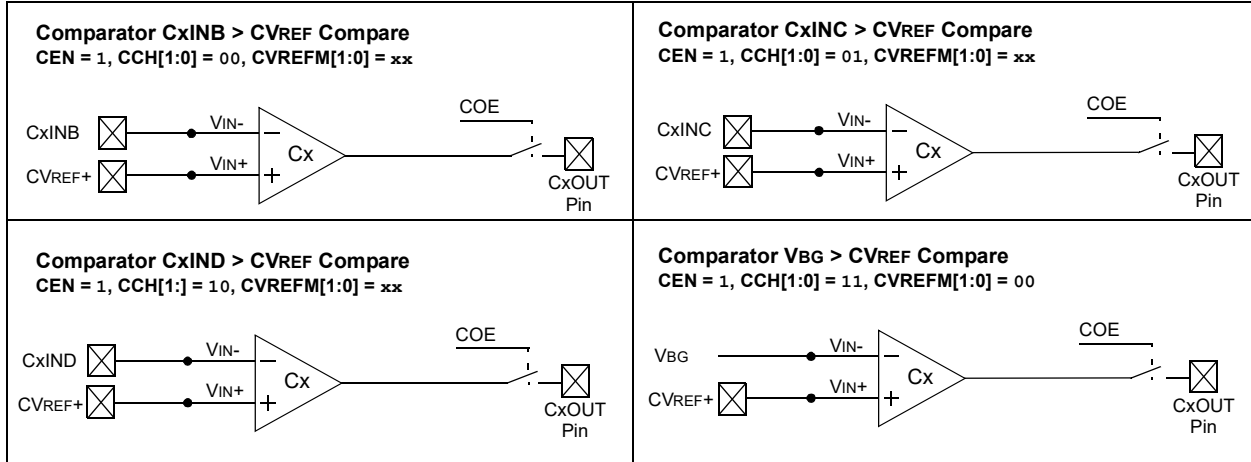 Comparator CxINB > CVREF Compare
CEN = 1, CCH[1:0] = 00, CVREFM[1:0] = xx
COE
CxINB
VIN-
Cx
CVREF+
VIN+
CxOUT
Pin
Comparator CxINC > CVREF Compare
CEN = 1, CCH[1:0] = 01, CVREFM[1:0] = xx
COE
CxINC
VIN-
Cx
CVREF+
VIN+
CxOUT
Pin
Comparator CxIND > CVREF Compare
CEN = 1, CCH[1:] = 10, CVREFM[1:0] = xx
COE
CxIND
VIN-
Cx
CVREF+
VIN+
CxOUT
Pin
Comparator VBG > CVREF Compare
CEN = 1, CCH[1:0] = 11, CVREFM[1:0] = 00
COE
VBG
VIN-
Cx
CVREF+
VIN+
CxOUT
Pin